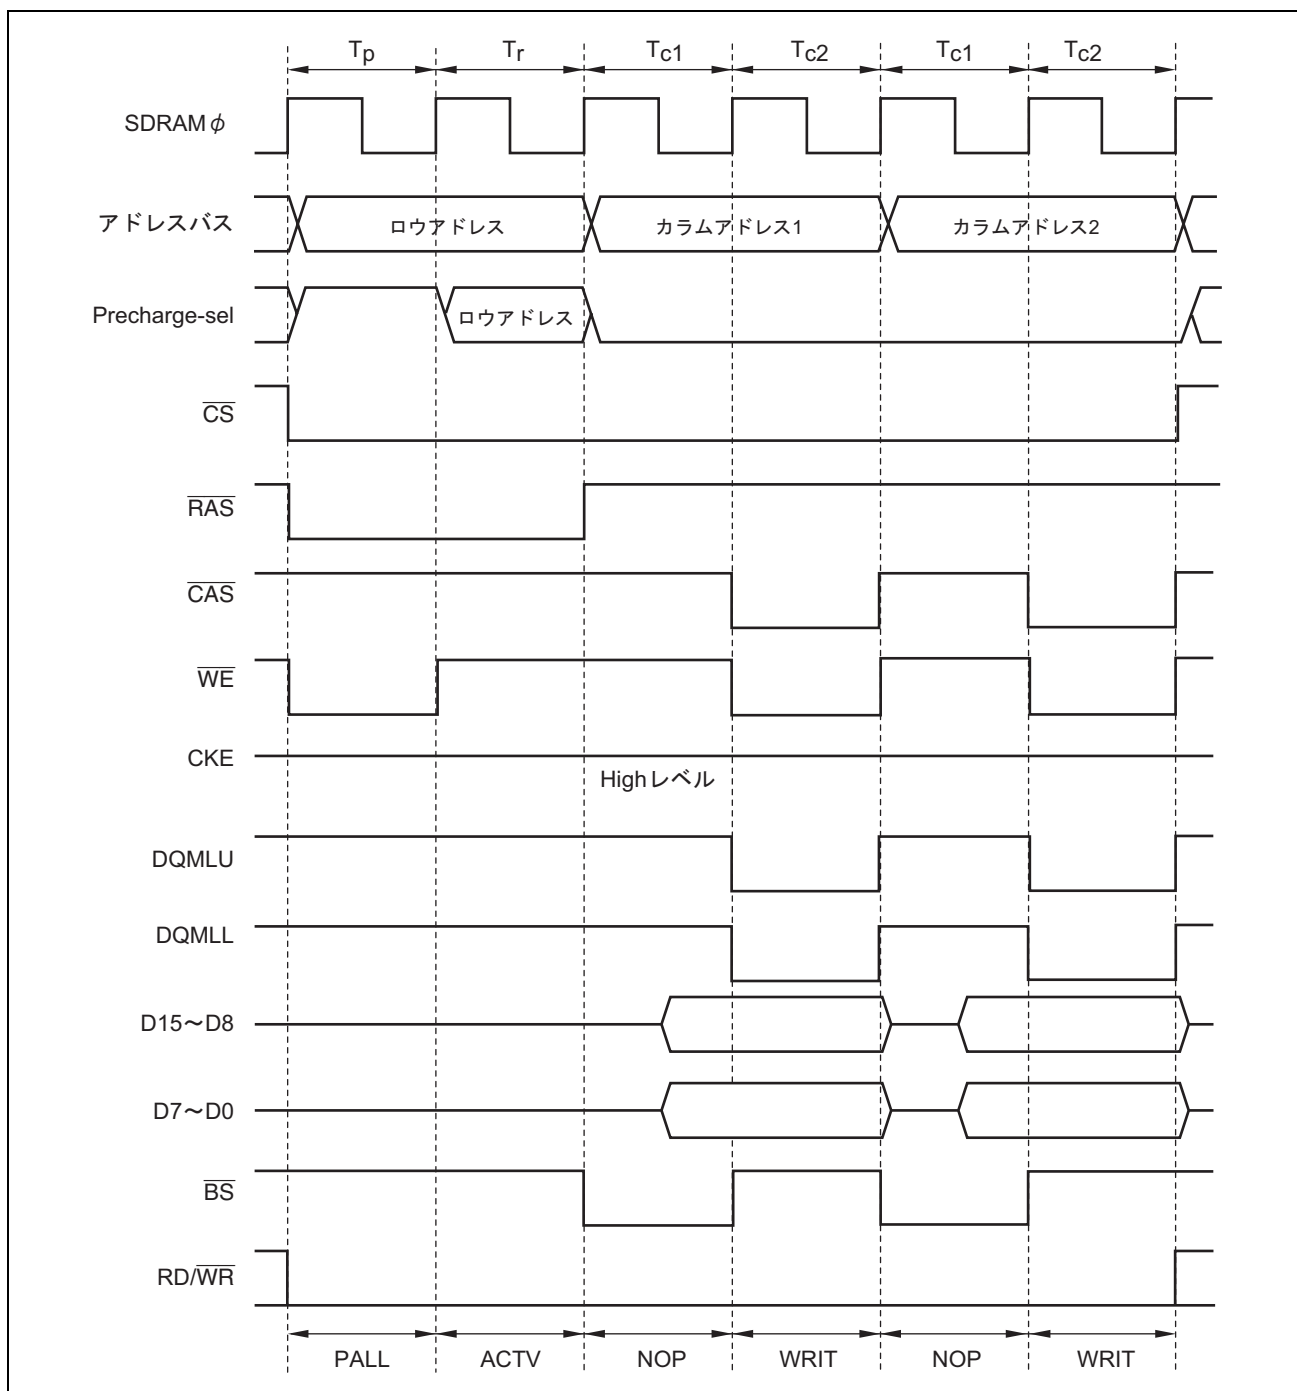 Tp Tr Tc1 Tc2 Tc1 Tc2
SDRAMφ
アドレスバス ロウアドレス カラムアドレス1 カラムアドレス2
Precharge-sel ロウアドレス
CS
RAS
CAS
WE
CKE
Highレベル
DQMLU
DQMLL
D15〜D8
D7〜D0
BS
RD/WR
PALL ACTV NOP WRIT NOP WRIT